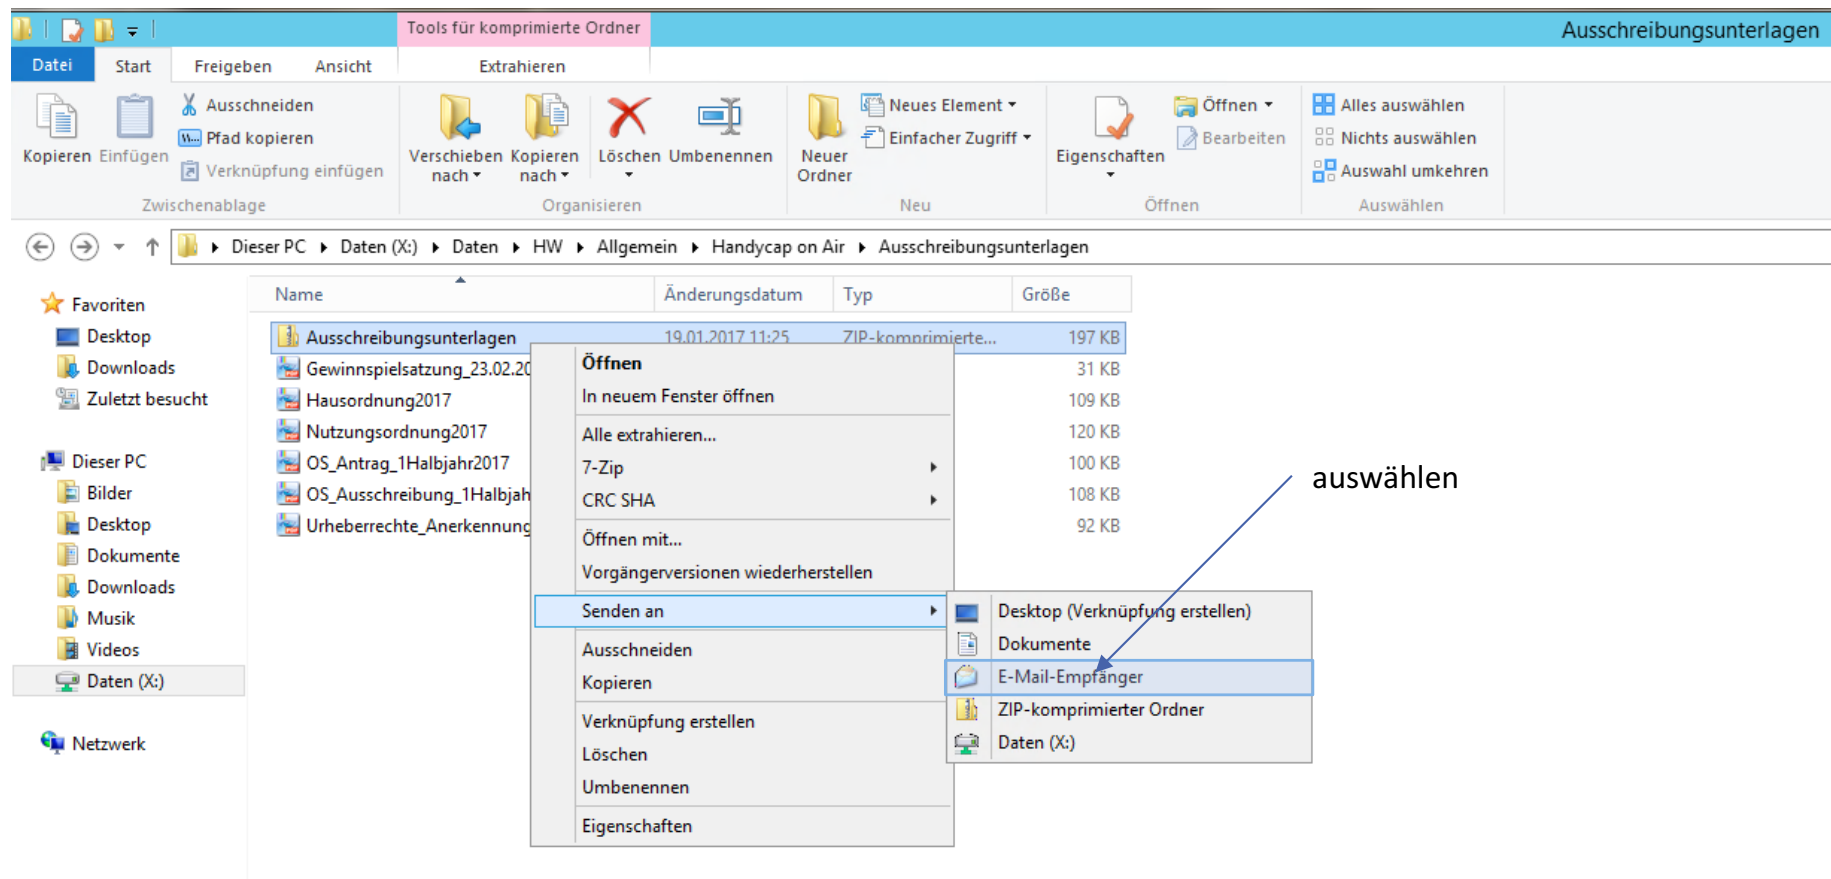 Tools für komprimierte Ordner
Ausschreibungsunterlagen
Datei Start Freigeben Ansicht Extrahieren
Kopieren
Einfügen
Ausschneiden
Pfad kopieren
Verknüpfung einfügen
Zwischenablage
Verschieben
nach
Kopieren
nach
Löschen
Umbenennen
Organisieren
Neuer
Ordner
Neues Element
Einfacher Zugriff
Neu
Eigenschaften
Öffnen
Bearbeiten
Öffnen
Alles auswählen
Nichts auswählen
Auswahl umkehren
Auswählen
Dieser PC Daten (X:) Daten HW Allgemein Handycap on Air Ausschreibungsunterlagen
Favoriten
Desktop
Downloads
Zuletzt besucht
Dieser PC
Bilder
Desktop
Dokumente
Downloads
Musik
Videos
Daten (X:)
Netzwerk
Name Änderungsdatum Typ Größe
Ausschreibungsunterlagen 19.01.2017 11:25 ZIP-komprimierte... 197 KB
Gewinnspielsatzung_23.02.20 31 KB
Hausordnung2017 109 KB
Nutzungsordnung2017 120 KB
OS_Antrag_1Halbjahr2017 100 KB
OS_Ausschreibung_1Halbjah 108 KB
Urheberrechte_Anerkennung 92 KB
Öffnen
In neuem Fenster öffnen
Alle extrahieren...
7-Zip
CRC SHA
Öffnen mit...
Vorgängerversionen wiederherstellen
Senden an
Ausschneiden
Kopieren
Verknüpfung erstellen
Löschen
Umbenennen
Eigenschaften
Desktop (Verknüpfung erstellen)
Dokumente
E-Mail-Empfänger
ZIP-komprimierter Ordner
Daten (X:)
auswählen